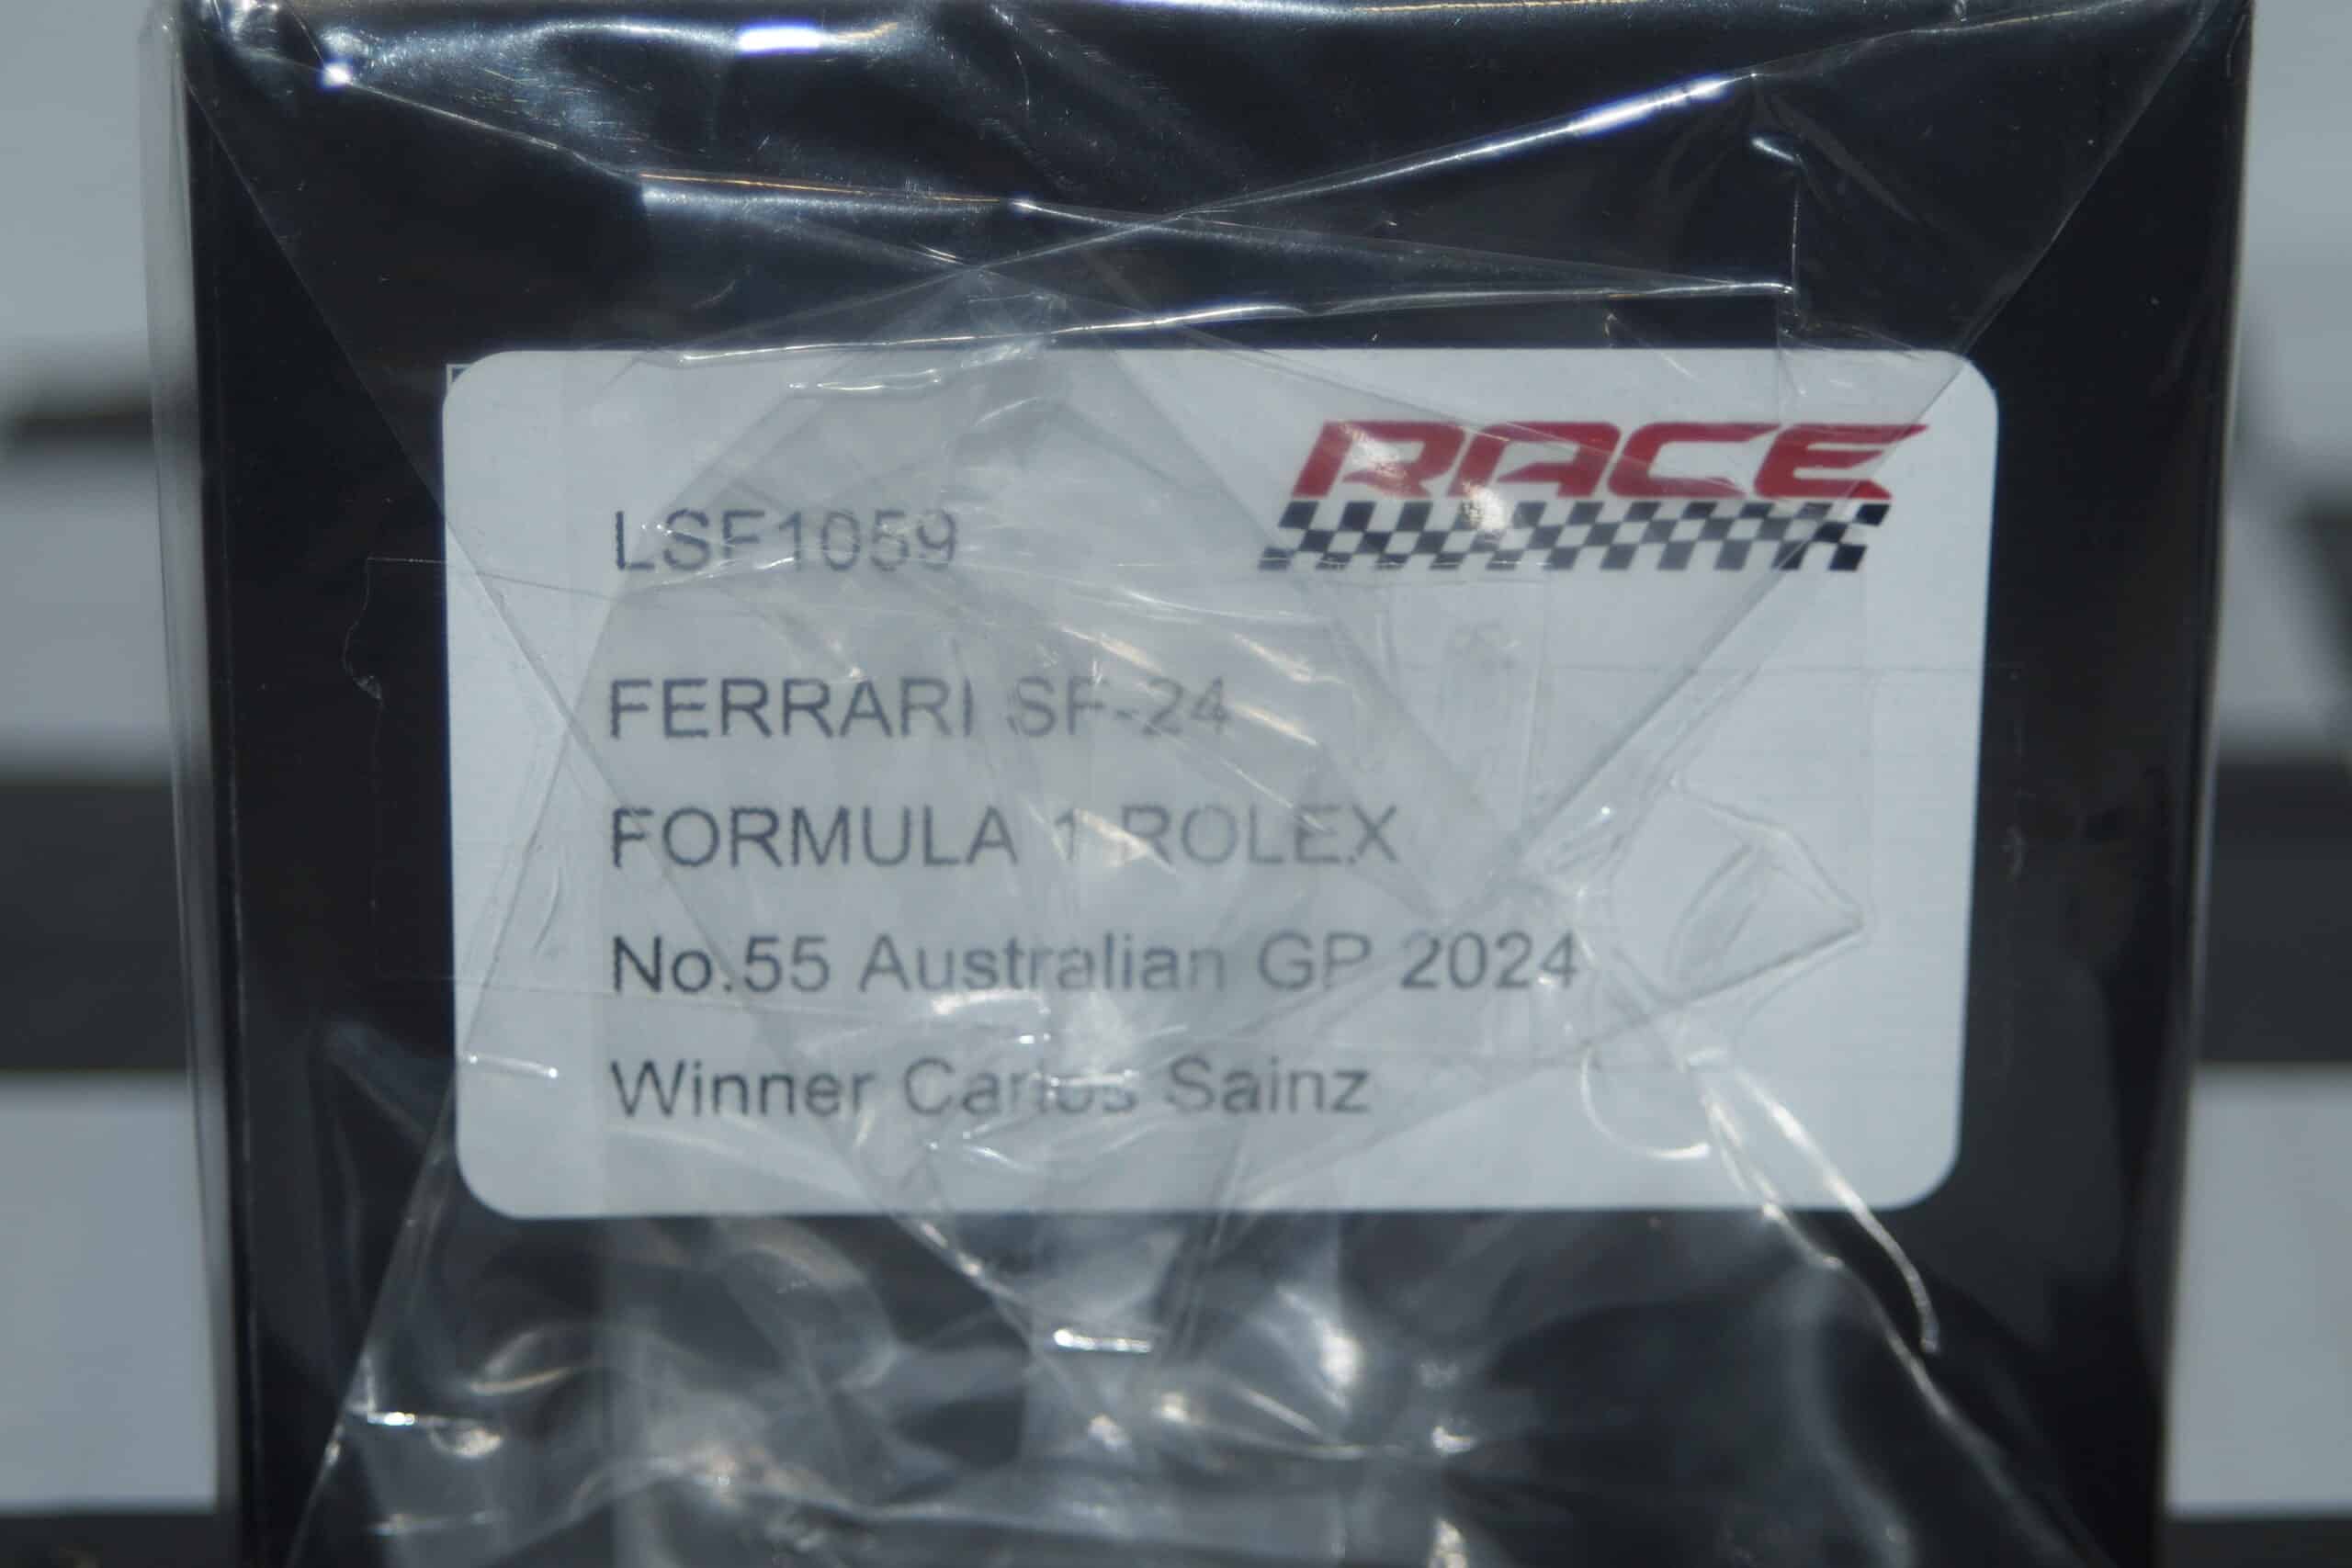 RACE
LSF1059
FERRARI SF-24
FORMULA 1 ROLEX
No.55 Australian GP 2024
Winner Carlos Sainz